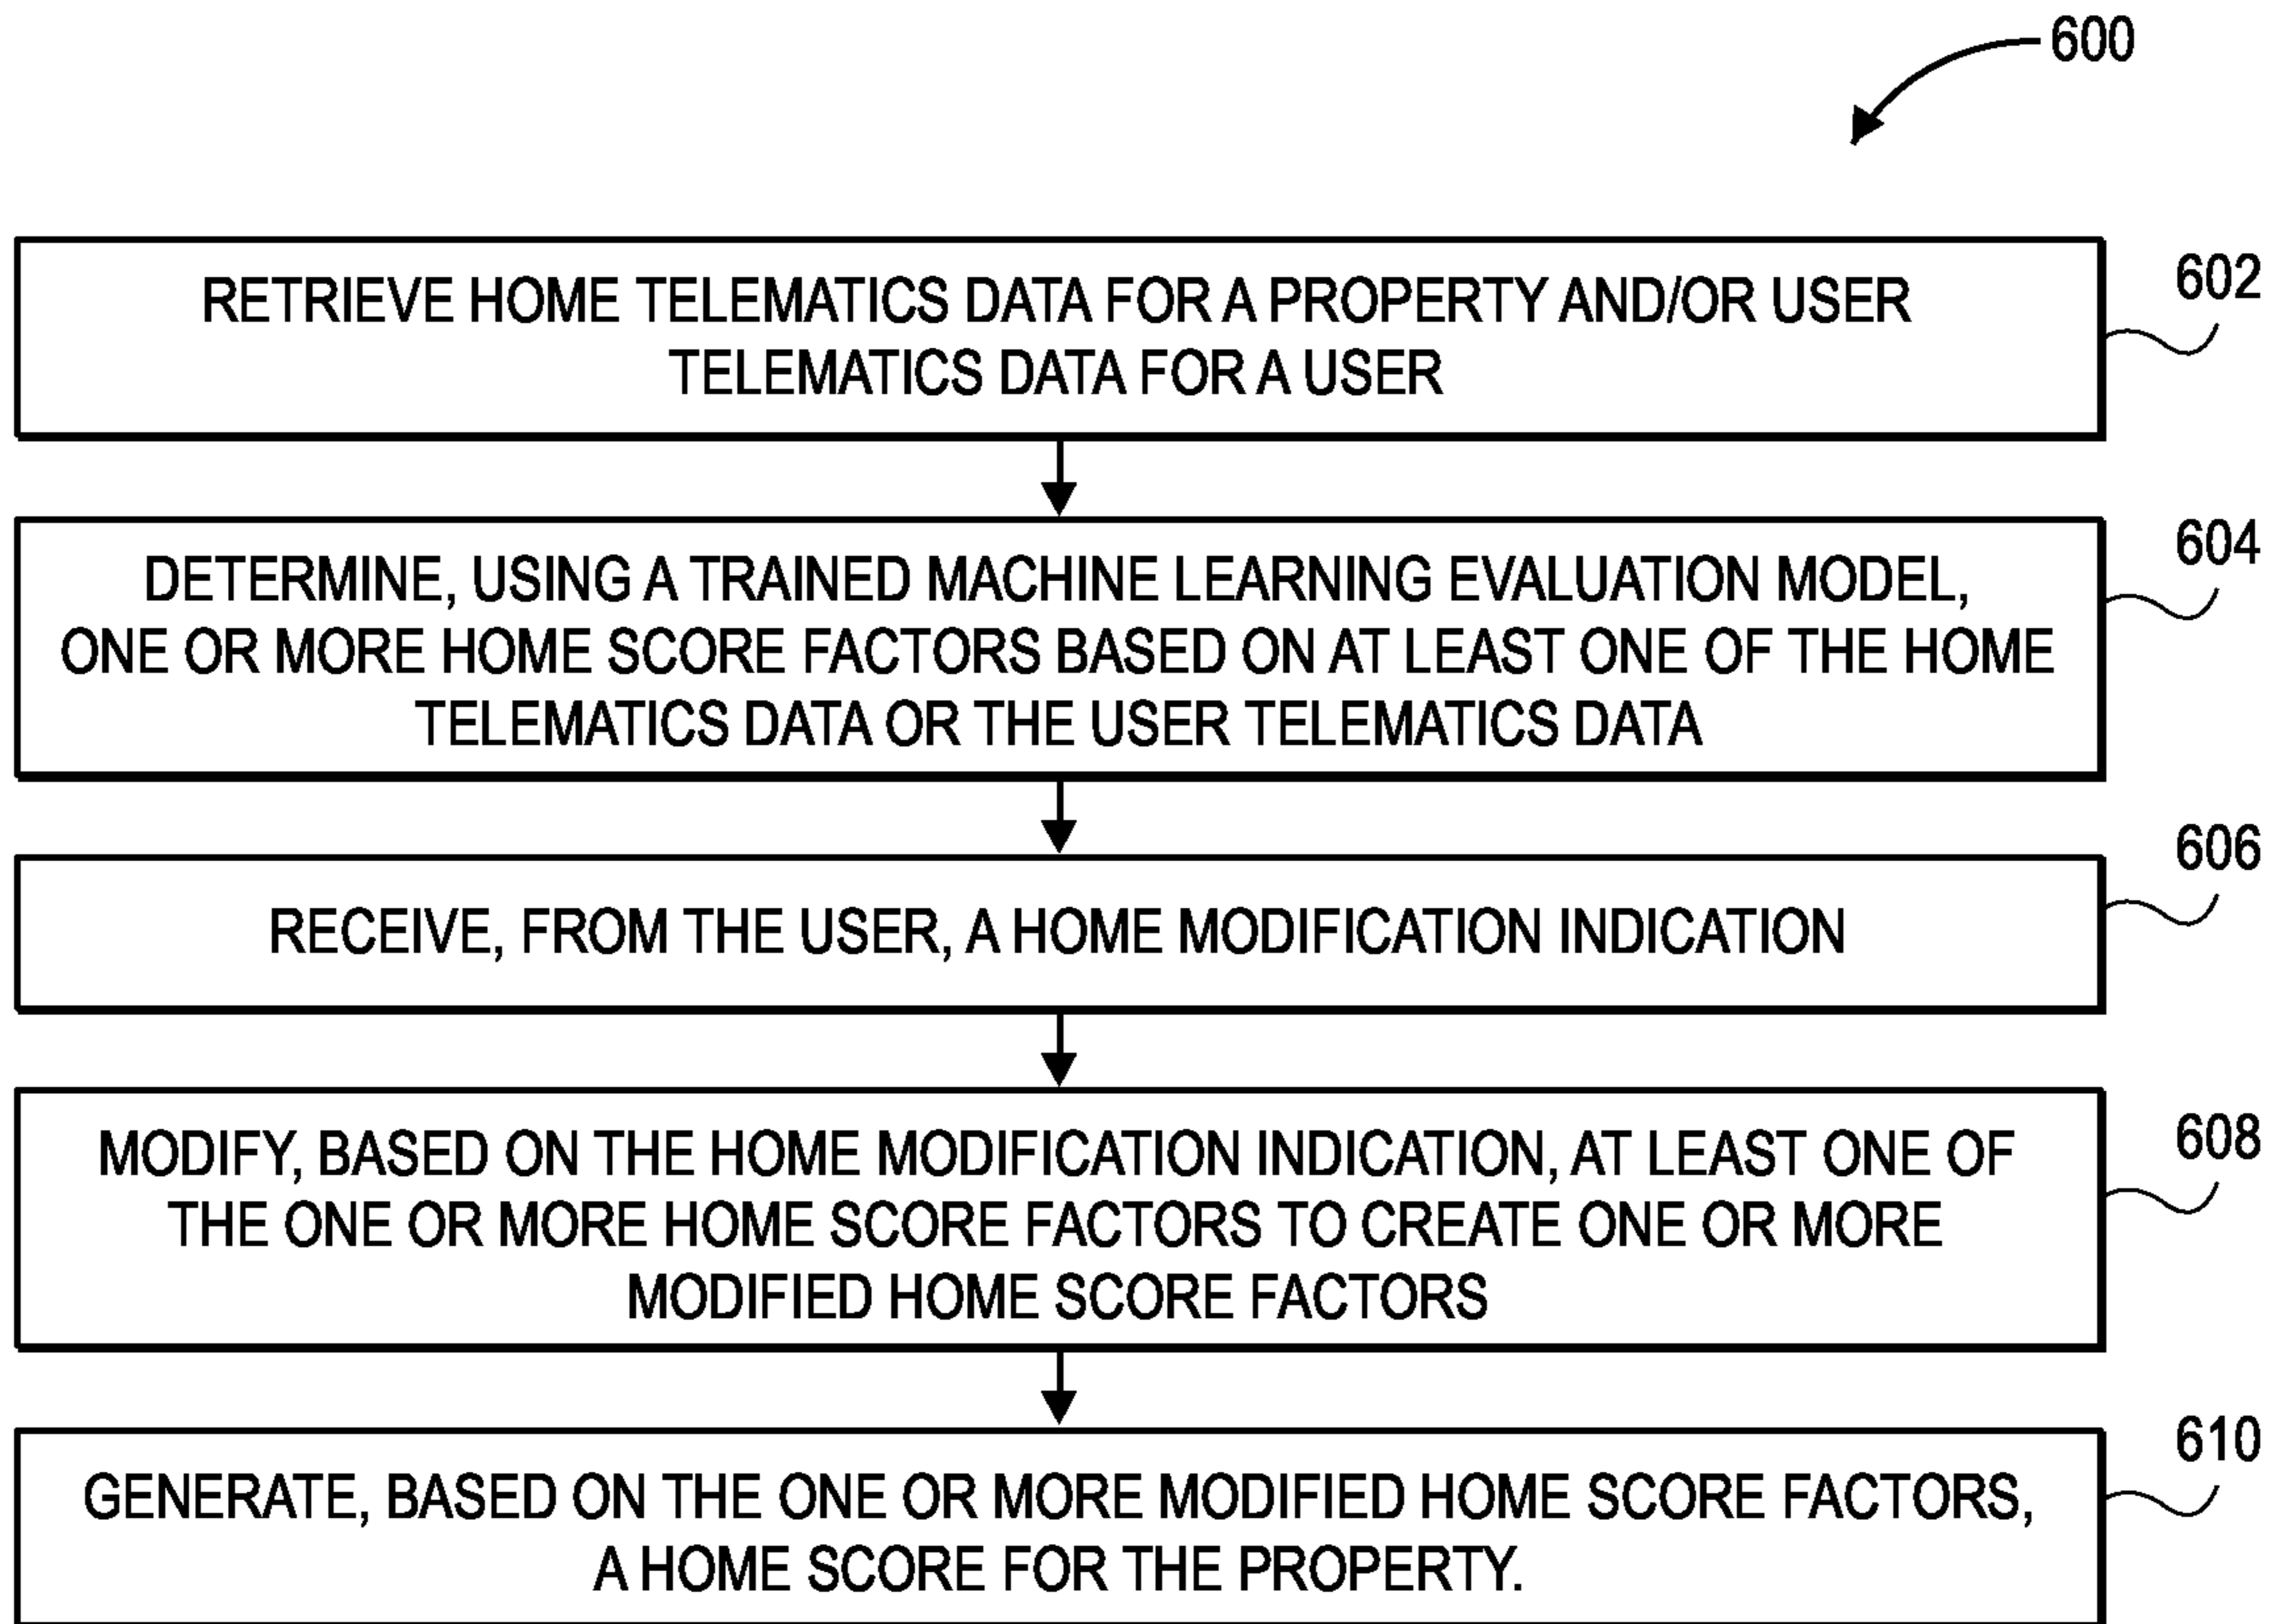 600
RETRIEVE HOME TELEMATICS DATA FOR A PROPERTY AND/OR USER
TELEMATICS DATA FOR A USER
602
DETERMINE, USING A TRAINED MACHINE LEARNING EVALUATION MODEL,
ONE OR MORE HOME SCORE FACTORS BASED ON AT LEAST ONE OF THE HOME
TELEMATICS DATA OR THE USER TELEMATICS DATA
604
RECEIVE, FROM THE USER, A HOME MODIFICATION INDICATION
606
MODIFY, BASED ON THE HOME MODIFICATION INDICATION, AT LEAST ONE OF
THE ONE OR MORE HOME SCORE FACTORS TO CREATE ONE OR MORE
MODIFIED HOME SCORE FACTORS
608
GENERATE, BASED ON THE ONE OR MORE MODIFIED HOME SCORE FACTORS,
A HOME SCORE FOR THE PROPERTY.
610